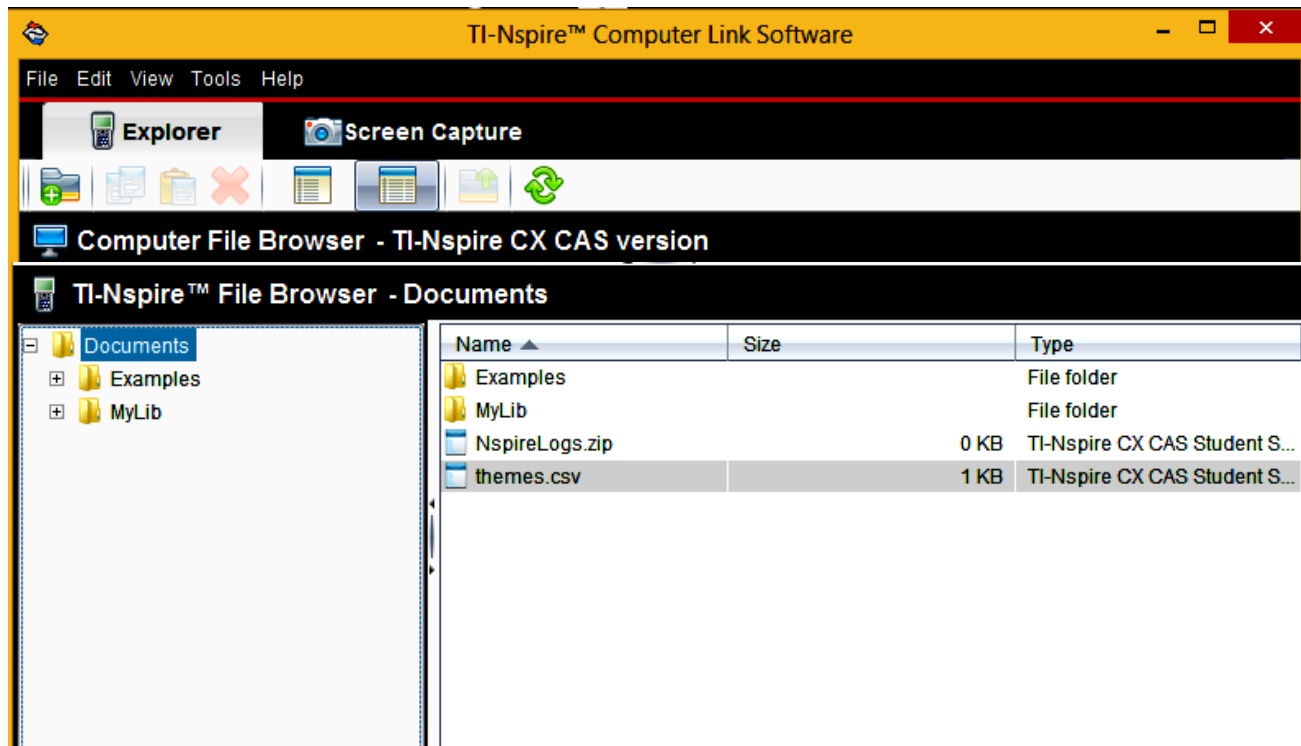 TI-Nspire™ Computer Link Software
File Edit View Tools Help
Explorer Screen Capture
Computer File Browser - TI-Nspire CX CAS version
TI-Nspire™ File Browser - Documents
Documents Name Size Type
Examples Examples File folder
MyLib MyLib File folder
NspireLogs.zip 0 KB TI-Nspire CX CAS Student S...
themes.csv 1 KB TI-Nspire CX CAS Student S...